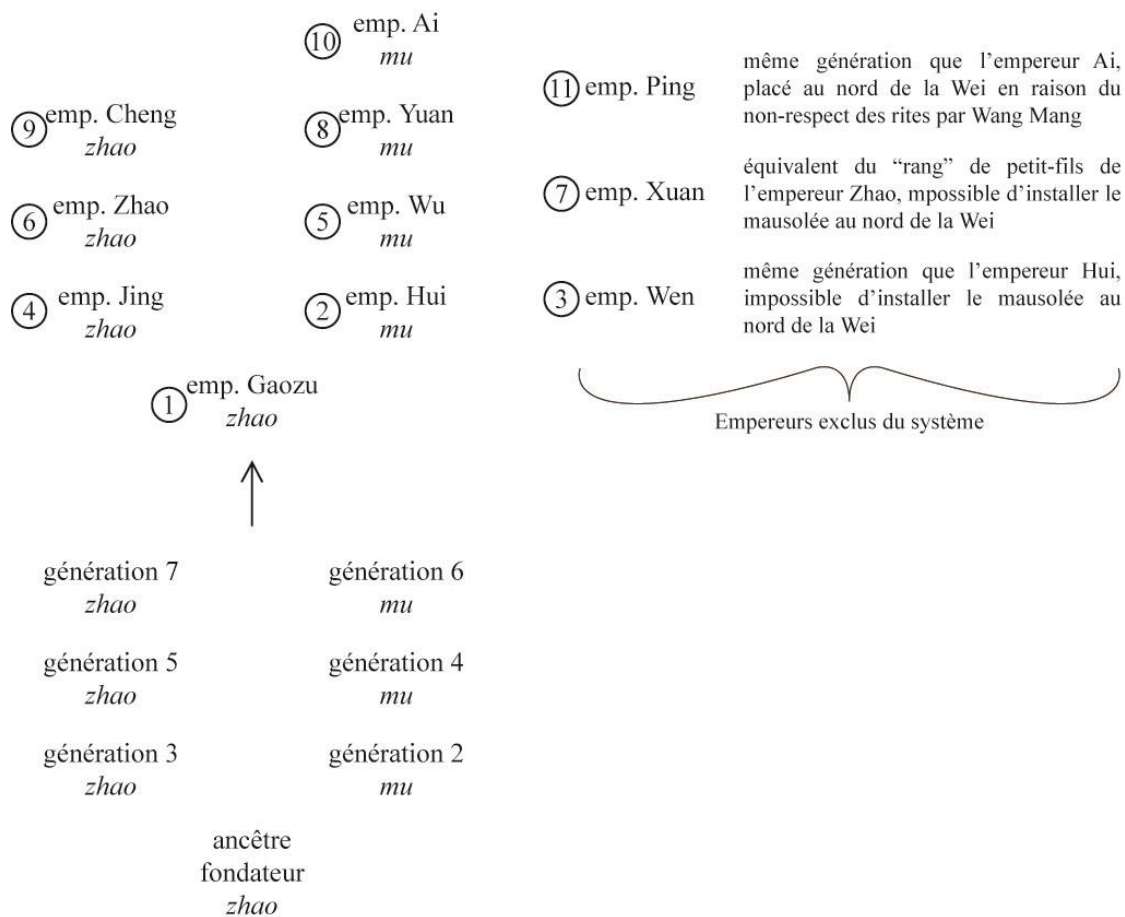 ⑩ emp. Ai
mu
⑨ emp. Cheng
zhao
⑧ emp. Yuan
mu
⑥ emp. Zhao
zhao
⑤ emp. Wu
mu
④ emp. Jing
zhao
② emp. Hui
mu
① emp. Gaozu
zhao
⑪ emp. Ping
même génération que l’empereur Ai,
placé au nord de la Wei en raison du
non-respect des rites par Wang Mang
⑦ emp. Xuan
équivalent du “rang” de petit-fils de
l’empereur Zhao, mpossible d’installer le
mausolée au nord de la Wei
③ emp. Wen
même génération que l’empereur Hui,
impossible d’installer le mausolée au
nord de la Wei
Empereurs exclus du système
génération 7
zhao
génération 6
mu
génération 5
zhao
génération 4
mu
génération 3
zhao
génération 2
mu
ancêtre
fondateur
zhao